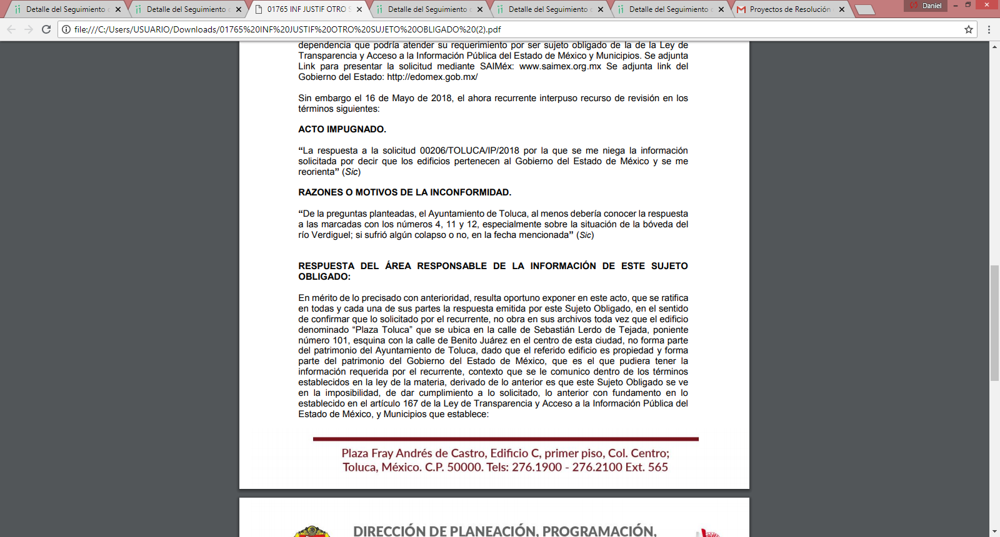 Detalle del Seguimiento
Detalle del Seguimiento
01765 INF JUSTIF OTRO
Detalle del Seguimiento
Detalle del Seguimiento
Detalle del Seguimiento
Proyectos de Resolución
Daniel
file:///C:/Users/USUARIO/Downloads/01765%20INF%20JUSTIF%20OTRO%20SUJETO%20OBLIGADO%20(2).pdf
dependencia que podría atender su requerimiento por ser sujeto obligado de la de la Ley de
Transparencia y Acceso a la Información Pública del Estado de México y Municipios. Se adjunta
Link para presentar la solicitud mediante SAIMéx: www.saimex.org.mx Se adjunta link del
Gobierno del Estado: http://edomex.gob.mx/
Sin embargo el 16 de Mayo de 2018, el ahora recurrente interpuso recurso de revisión en los
términos siguientes:
ACTO IMPUGNADO.
“La respuesta a la solicitud 00206/TOLUCA/IP/2018 por la que se me niega la información
solicitada por decir que los edificios pertenecen al Gobierno del Estado de México y se me
reorienta” (Sic)
RAZONES O MOTIVOS DE LA INCONFORMIDAD.
“De la preguntas planteadas, el Ayuntamiento de Toluca, al menos debería conocer la respuesta
a las marcadas con los números 4, 11 y 12, especialmente sobre la situación de la bóveda del
río Verdiguel; si sufrió algún colapso o no, en la fecha mencionada” (Sic)
RESPUESTA DEL ÁREA RESPONSABLE DE LA INFORMACIÓN DE ESTE SUJETO
OBLIGADO:
En mérito de lo precisado con anterioridad, resulta oportuno exponer en este acto, que se ratifica
en todas y cada una de sus partes la respuesta emitida por este Sujeto Obligado, en el sentido
de confirmar que lo solicitado por el recurrente, no obra en sus archivos toda vez que el edificio
denominado “Plaza Toluca” que se ubica en la calle de Sebastián Lerdo de Tejada, poniente
número 101, esquina con la calle de Benito Juárez en el centro de esta ciudad, no forma parte
del patrimonio del Ayuntamiento de Toluca, dado que el referido edificio es propiedad y forma
parte del patrimonio del Gobierno del Estado de México, que es el que pudiera tener la
información requerida por el recurrente, contexto que se le comunico dentro de los términos
establecidos en la ley de la materia, derivado de lo anterior es que este Sujeto Obligado se ve
en la imposibilidad, de dar cumplimiento a lo solicitado, lo anterior con fundamento en lo
establecido en el artículo 167 de la Ley de Transparencia y Acceso a la Información Pública del
Estado de México, y Municipios que establece:
Plaza Fray Andrés de Castro, Edificio C, primer piso, Col. Centro;
Toluca, México. C.P. 50000. Tels: 276.1900 - 276.2100 Ext. 565
DIRECCIÓN DE PLANEACIÓN, PROGRAMACIÓN,